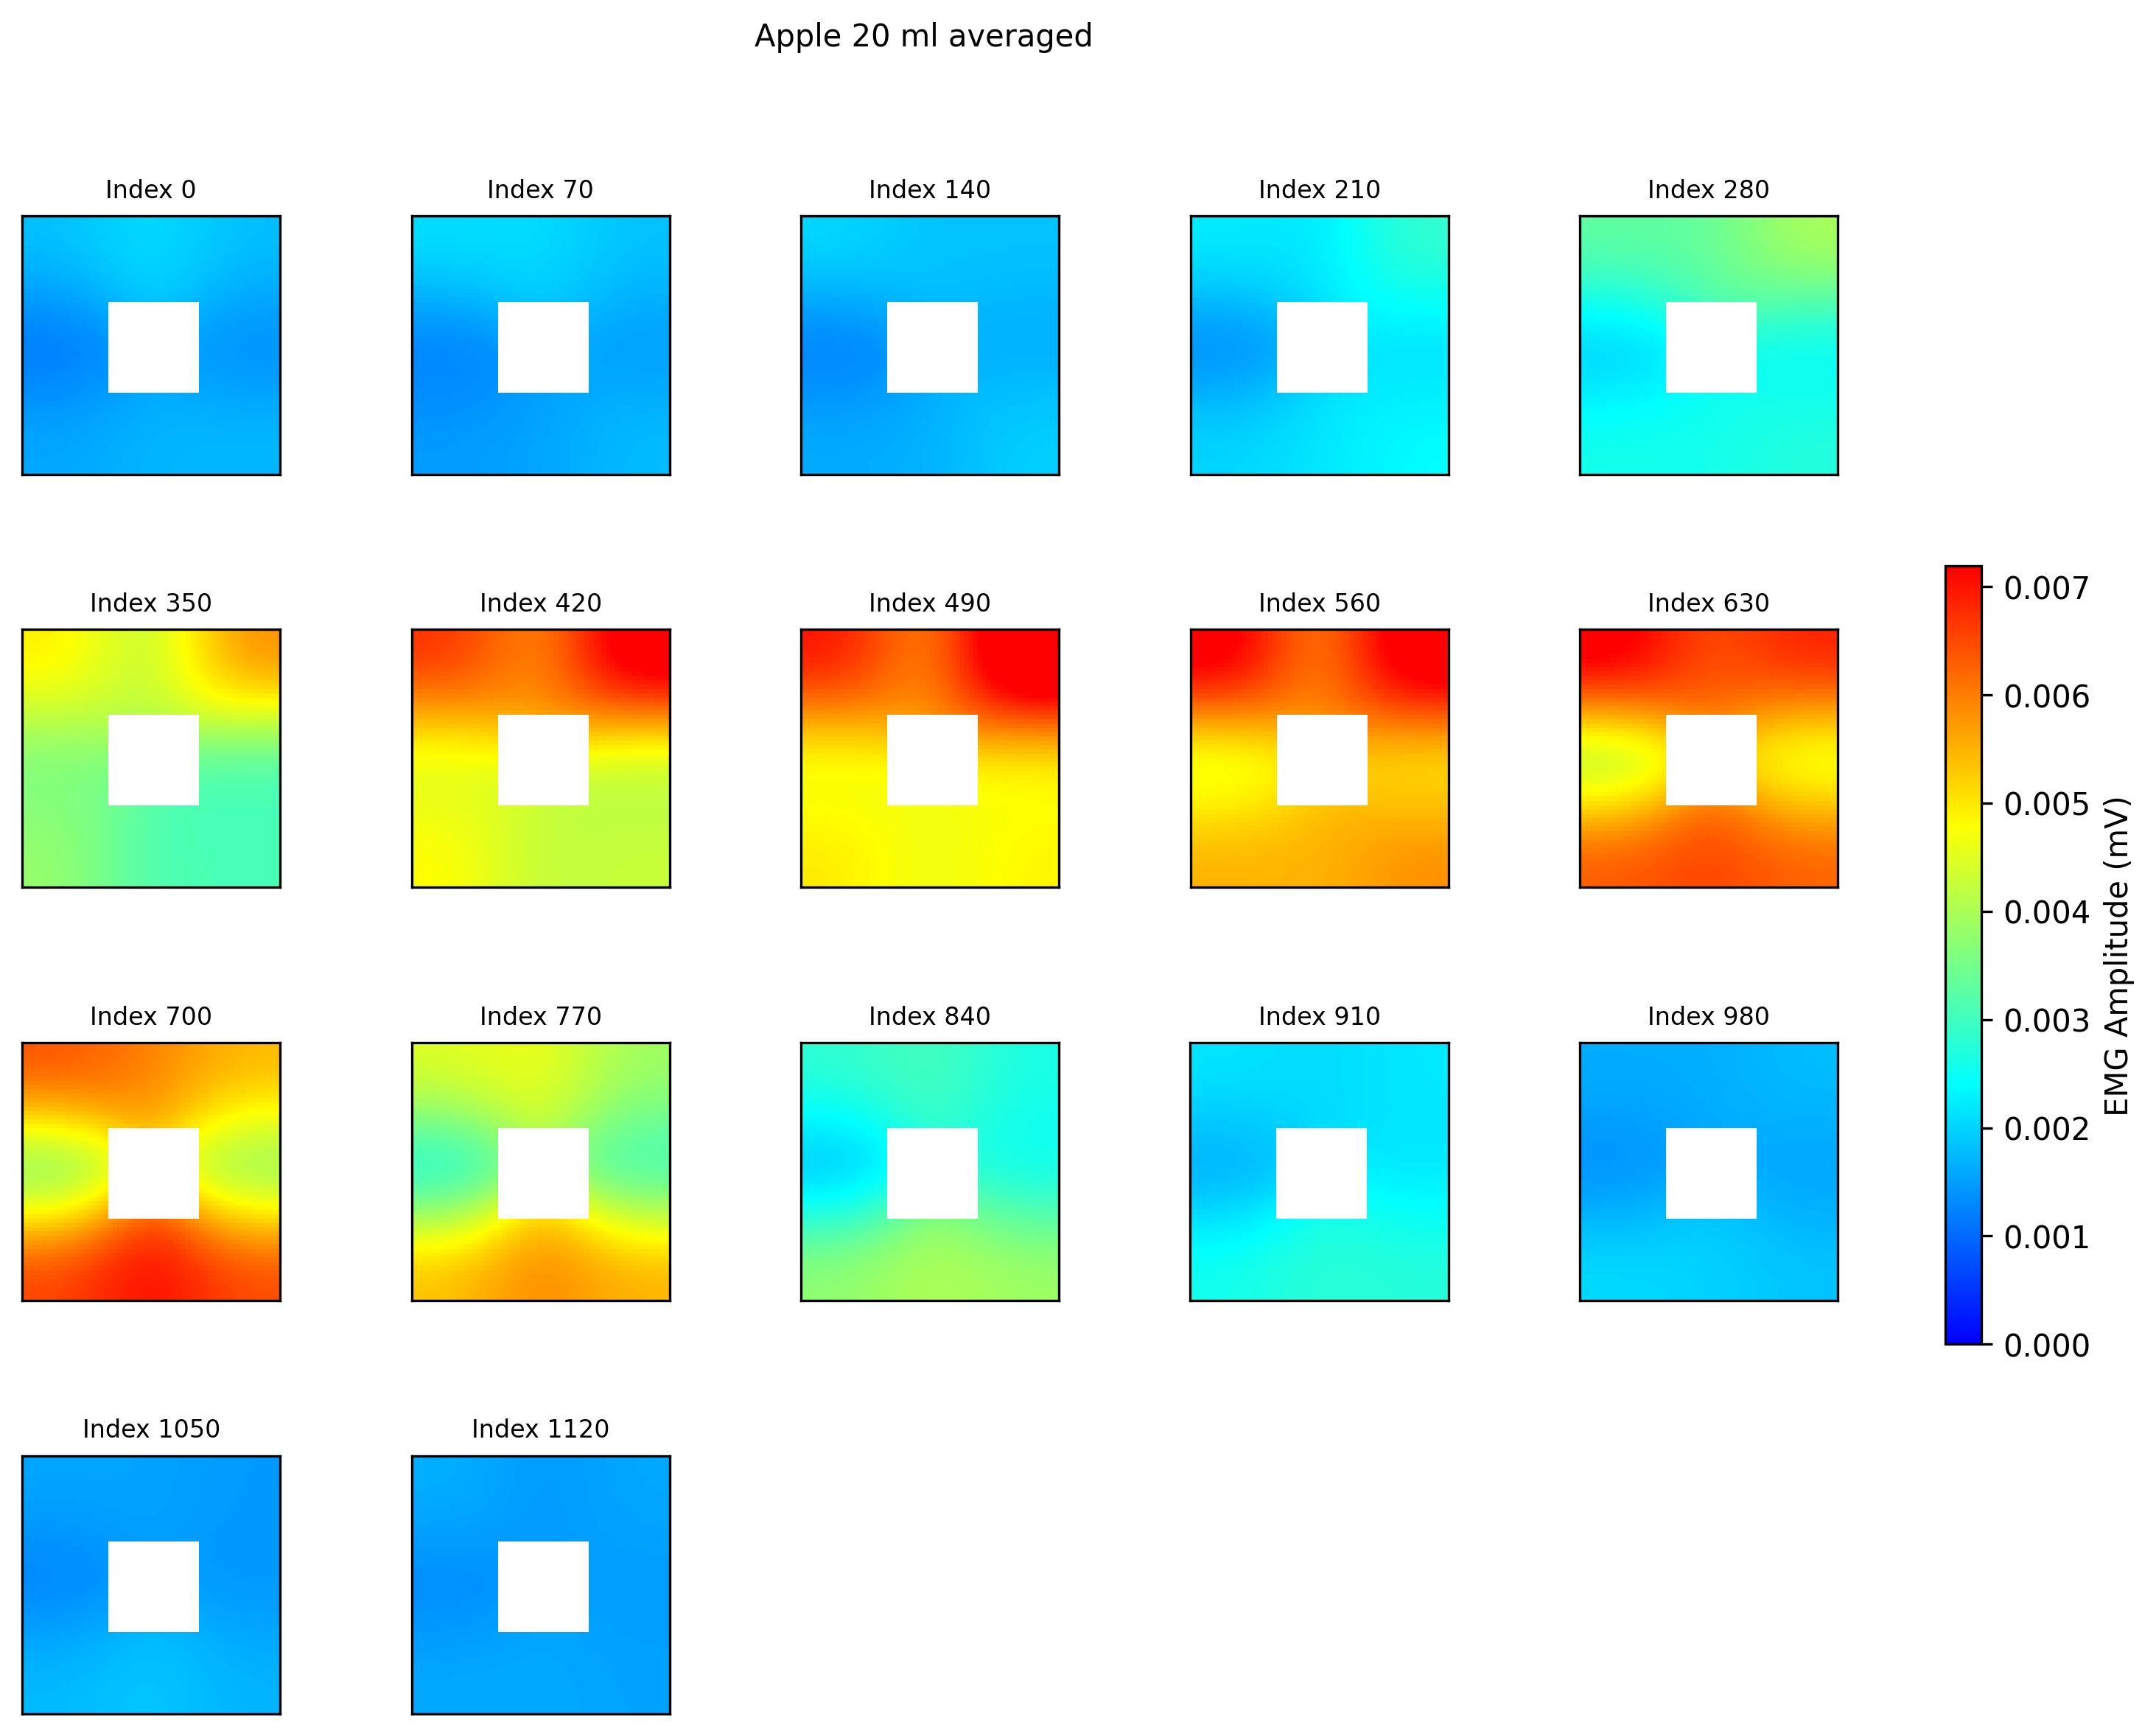 Apple 20 ml averaged
Index 0
Index 70
Index 140
Index 210
Index 280
Index 350
Index 420
Index 490
Index 560
Index 630
Index 700
Index 770
Index 840
Index 910
Index 980
Index 1050
Index 1120
0.007
0.006
0.005
0.004
0.003
0.002
0.001
0.000
EMG Amplitude (mV)